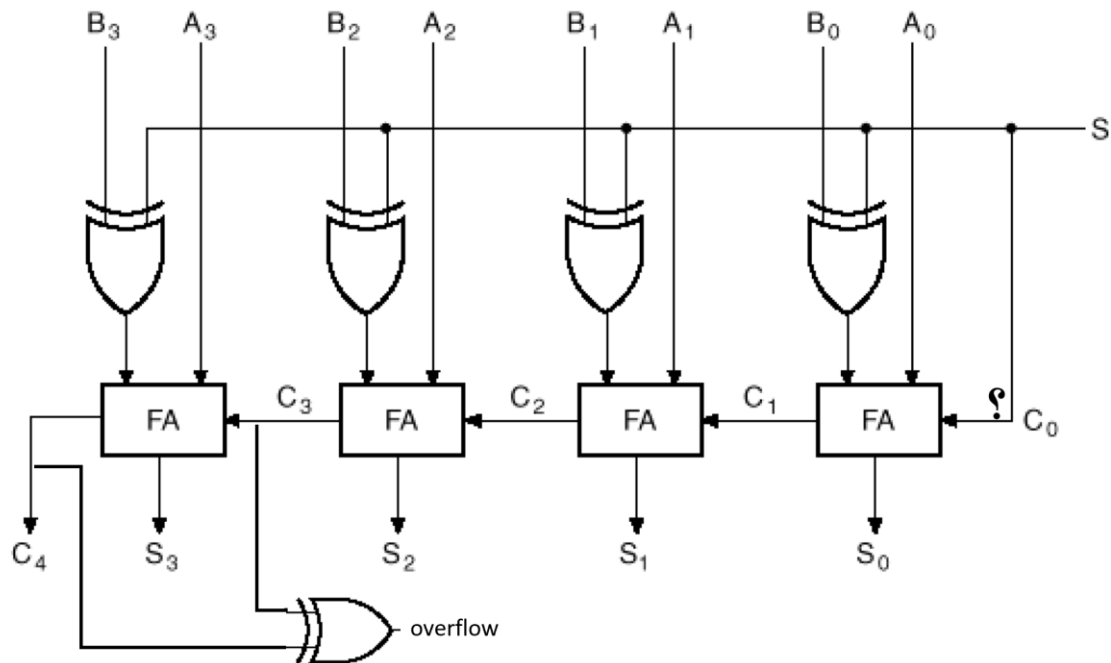 B₃ A₃ B₂ A₂ B₁ A₁ B₀ A₀
S
C₃ C₂ C₁ ؟
FA FA FA FA C₀
C₄ S₃ S₂ S₁ S₀
overflow